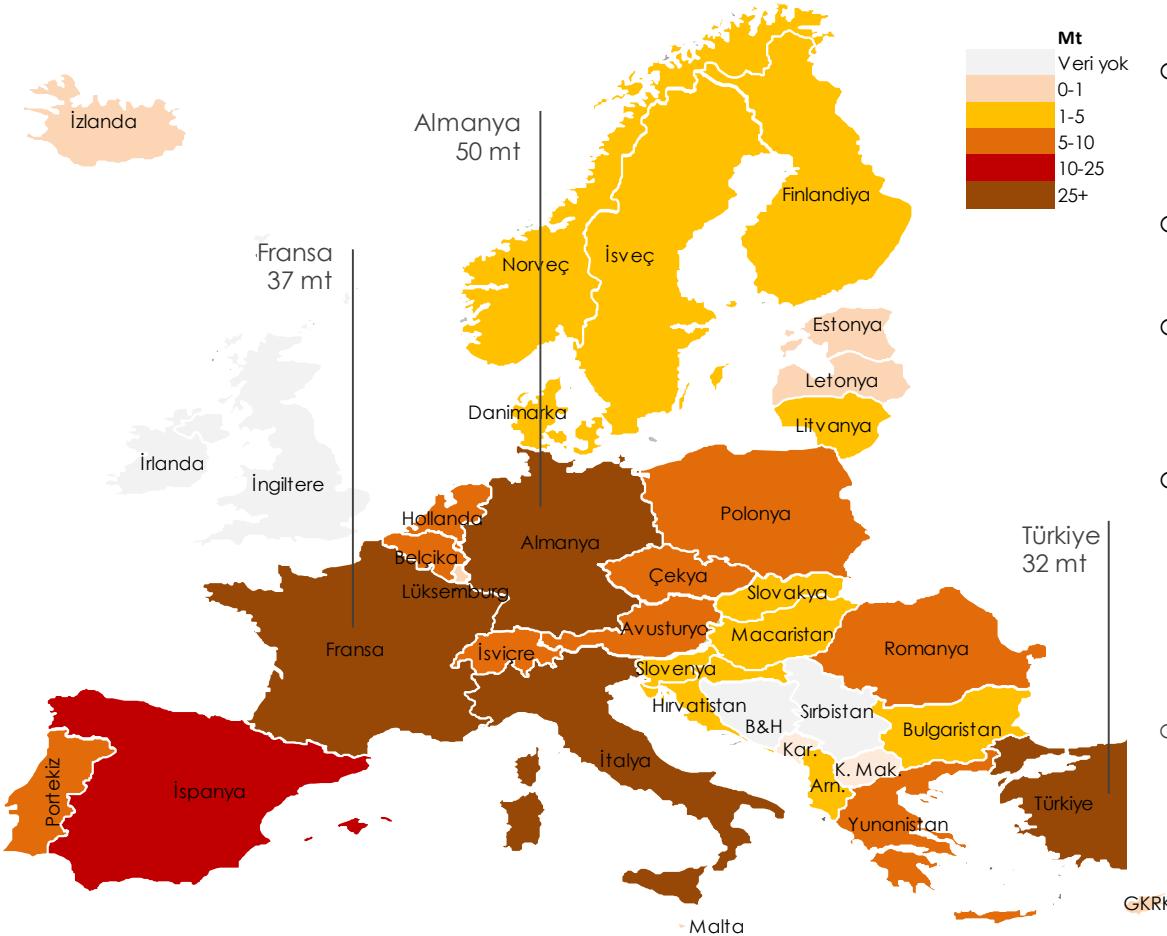 Mt
Veri yok
0-1
1-5
5-10
10-25
25+
İzlanda
Almanya
50 mt
Finlandiya
Fransa
37 mt
Norveç
İsveç
Estonya
Letonya
Danimarka
Litvanya
İrlanda
İngiltere
Hollanda
Polonya
Türkiye
32 mt
Almanya
Belçika
Çekya
Lüksemburg
Slovakya
Avusturya
Macaristan
Fransa
İsviçre
Romanya
Slovenya
Hırvatistan
Sırbistan
B&H
Bulgaristan
Kar.
İtalya
K. Mak.
Arn.
İspanya
Portekiz
Türkiye
Yunanistan
GKRK
Malta